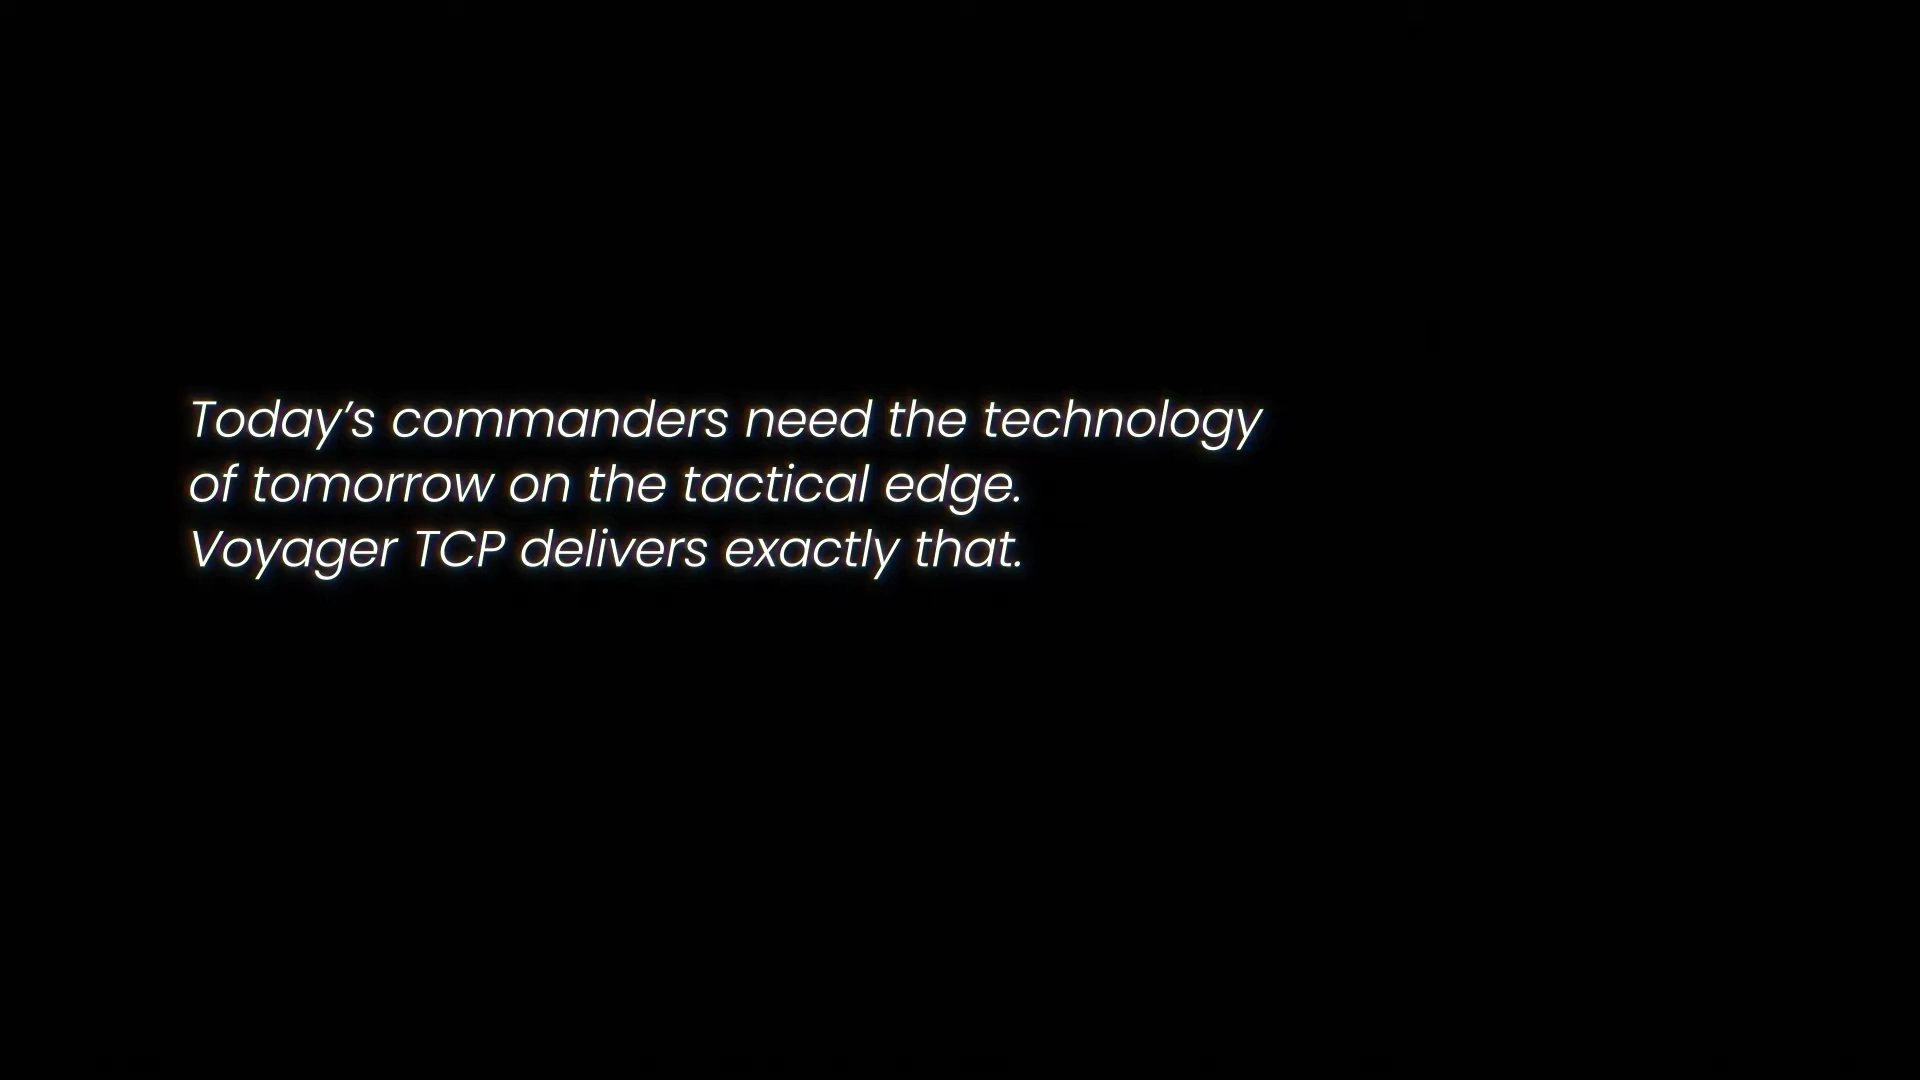 Today’s commanders need the technology
of tomorrow on the tactical edge.
Voyager TCP delivers exactly that.